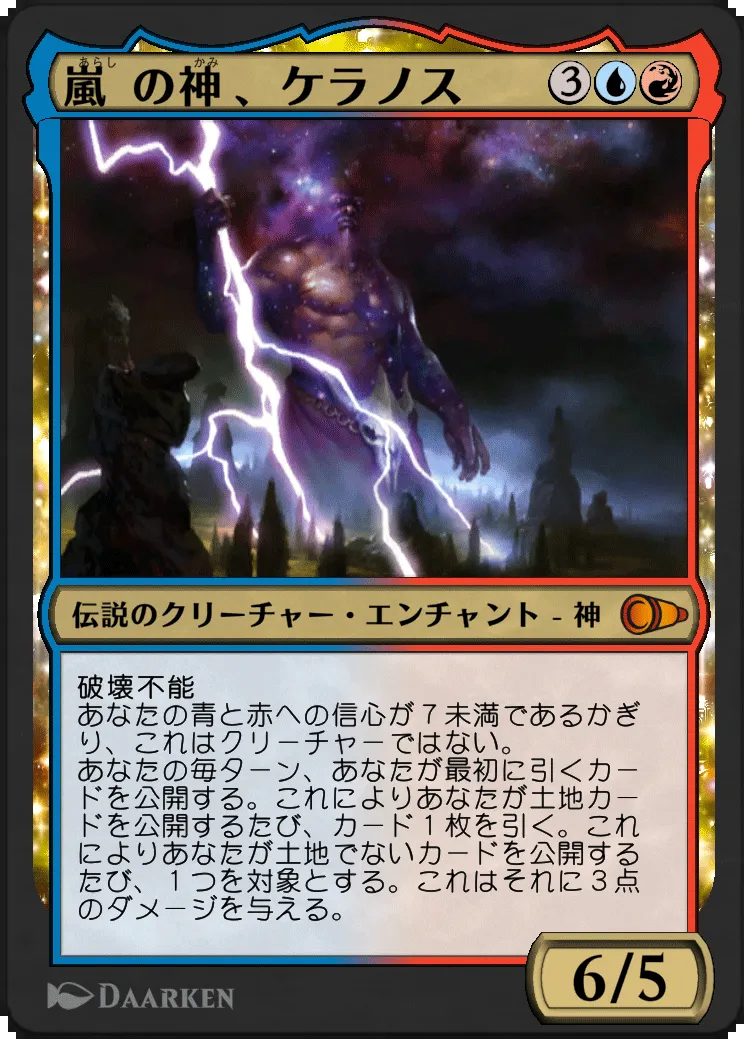 嵐の神、ケラノス 3
伝説のクリーチャー・エンチャント - 神
破壊不能
あなたの青と赤への信心が7未満であるかぎ
り、これはクリーチャーではない。
あなたの毎ターン、あなたが最初に引くカー
ドを公開する。これによりあなたが土地カー
ドを公開するたび、カード1枚を引く。これ
によりあなたが土地でないカードを公開する
たび、1つを対象とする。これはそれに3点
のダメージを与える。
6/5
DAARKEN